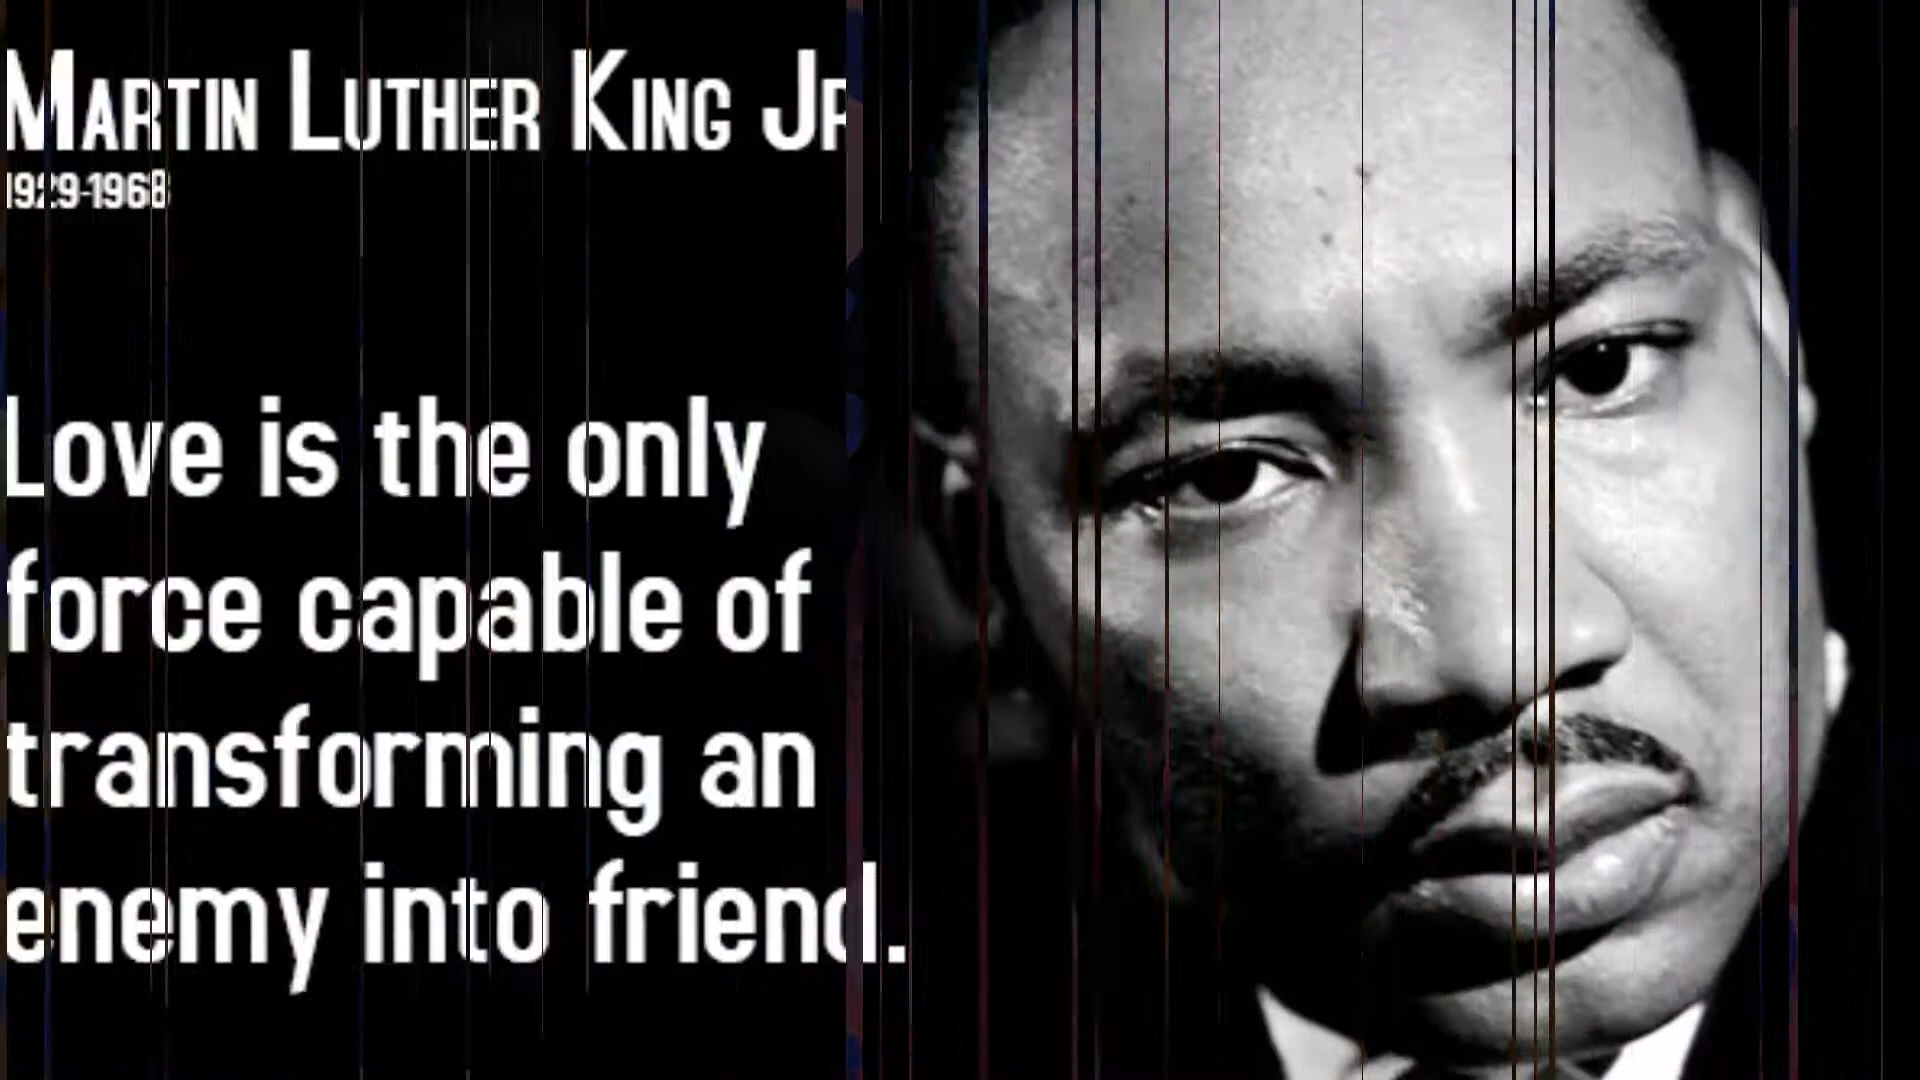 Martin Luther King Jr
1929-1968
Love is the only
force capable of
transforming an
enemy into friend.